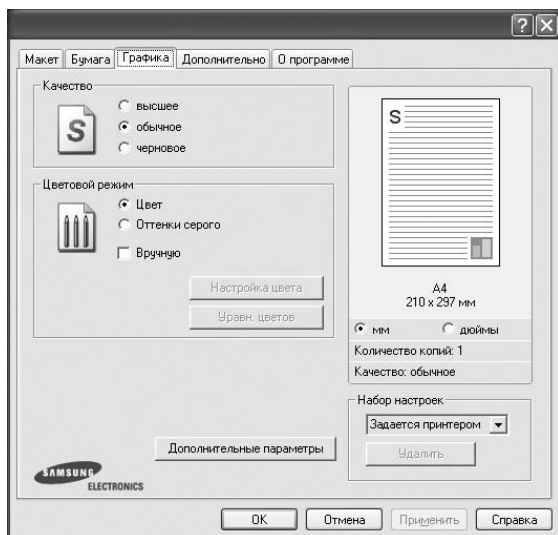 Макет Бумага Графика Дополнительно О программе
Качество
S
высшее
обычное
черновое
Цветовой режим
Цвет
Оттенки серого
Вручную
Настройка цвета
Уравн. цветов
Дополнительные параметры
SAMSUNG
ELECTRONICS
S
A4
210 x 297 мм
мм дюймы
Количество копий: 1
Качество: обычное
Набор настроек
Задается принтером
Удалить
OK Отмена Применить Справка